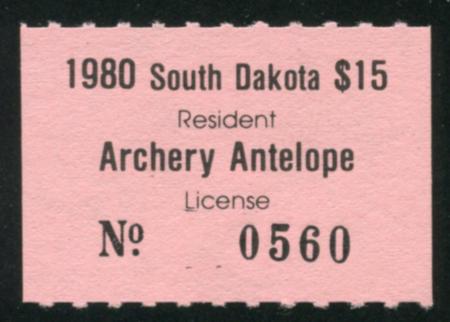 1980 South Dakota $15
Resident
Archery Antelope
License
Nº 0560